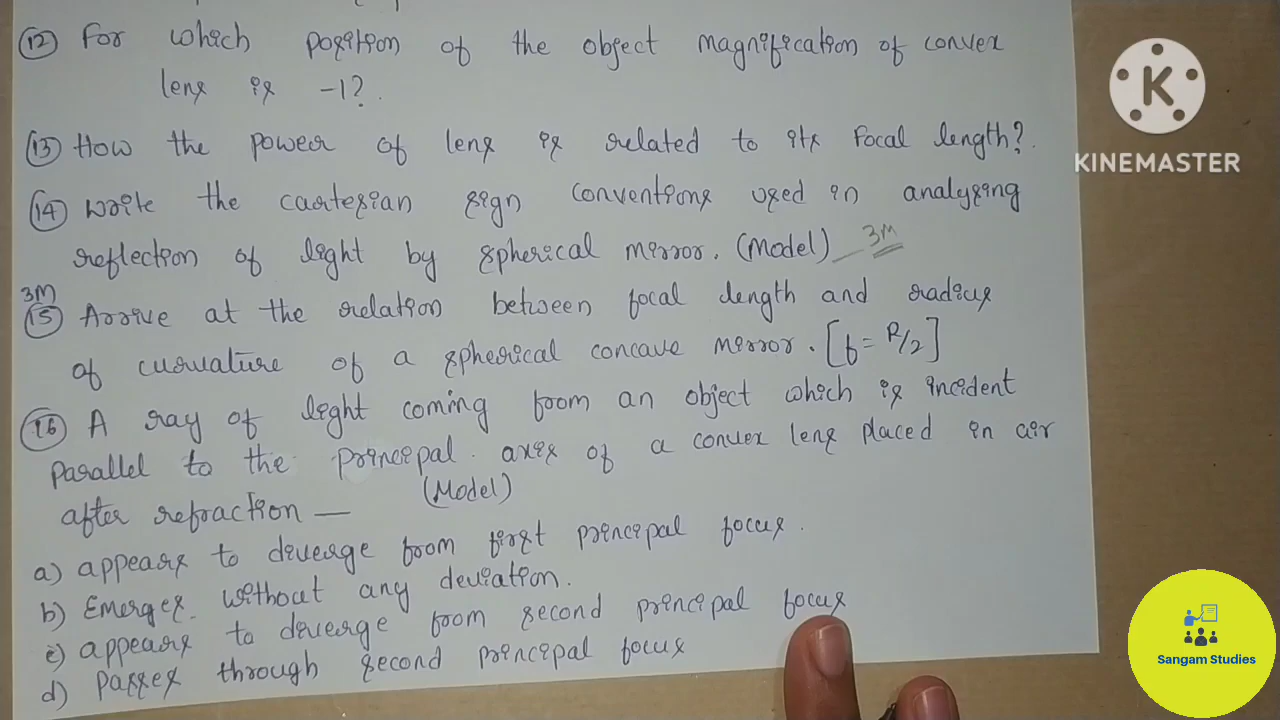 (12) For which position of the object magnification of convex
lens is -1?
(13) How the power of lens is related to its Focal length?
(14) Write the cartesian sign conventions used in analysing
reflection of light by spherical mirror. (Model) 3M
3M
(15) Arrive at the relation between focal length and radius
of curvature of a spherical concave mirror. [f = R/2]
(16) A ray of light coming from an object which is incident
parallel to the principal axis of a convex lens placed in air
after refraction — (Model)
a) appears to diverge from first principal focus.
b) Emerges without any deviation.
c) appears to diverge from second principal focus
d) Passes through second principal focus
K
KINEMASTER
Sangam Studies